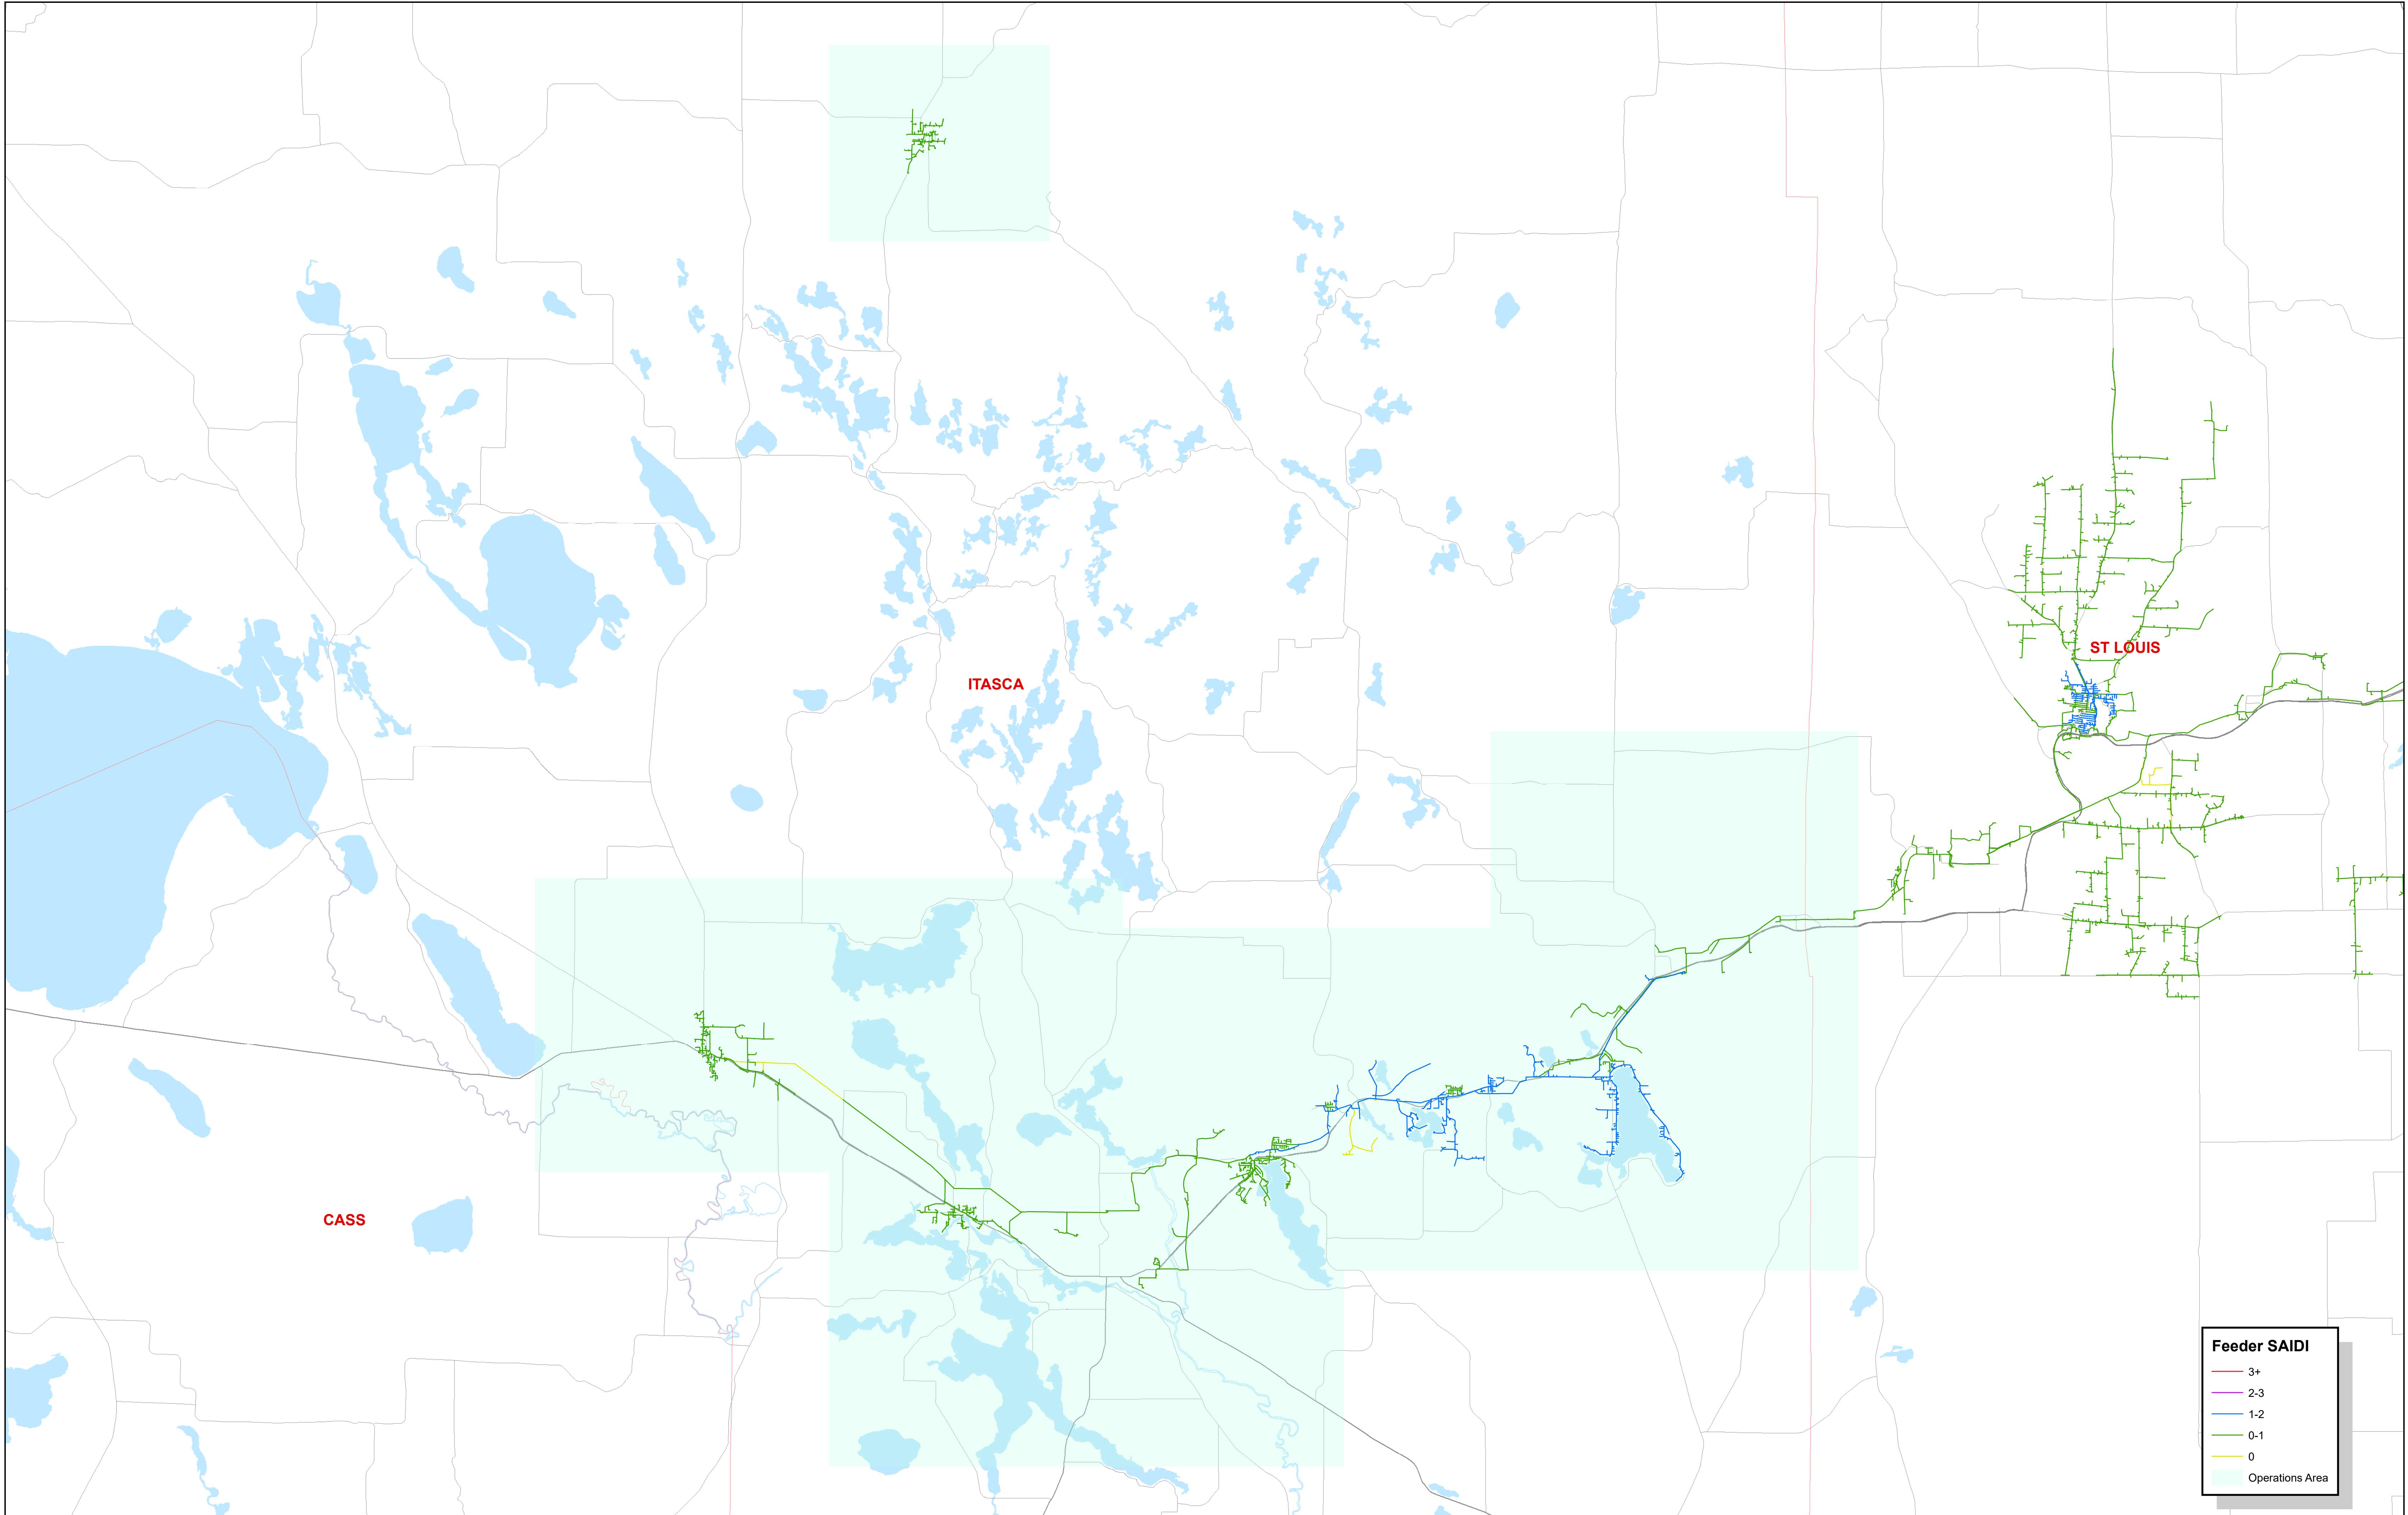 ST LOUIS
ITASCA
CASS
Feeder SAIDI
3+
2-3
1-2
0-1
0
Operations Area